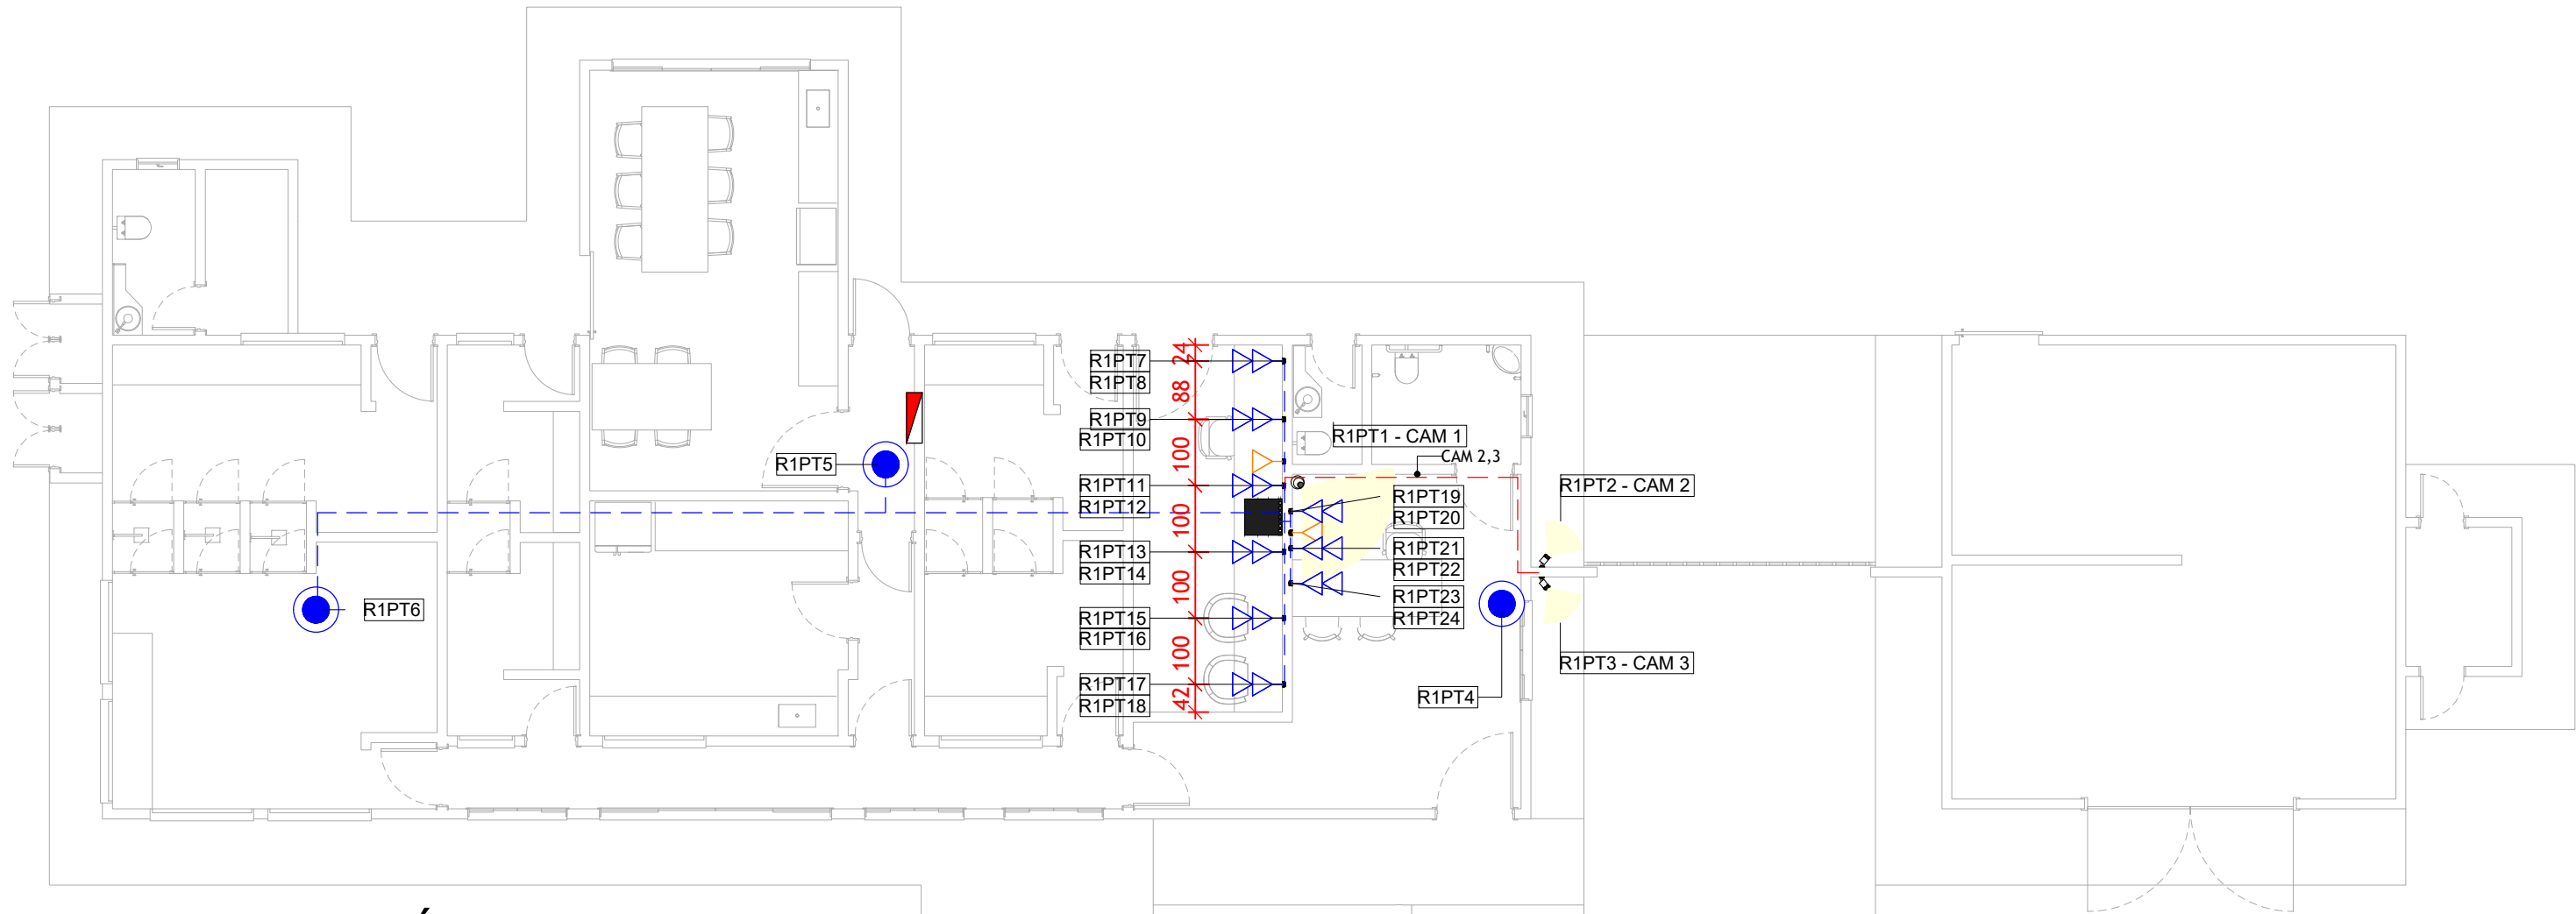 R1PT7
R1PT8
R1PT9
R1PT10
R1PT11
R1PT12
R1PT13
R1PT14
R1PT15
R1PT16
R1PT17
R1PT18
24
88
100
100
100
100
42
R1PT5
R1PT6
R1PT1 - CAM 1
CAM 2,3
R1PT19
R1PT20
R1PT21
R1PT22
R1PT23
R1PT24
R1PT4
R1PT2 - CAM 2
R1PT3 - CAM 3